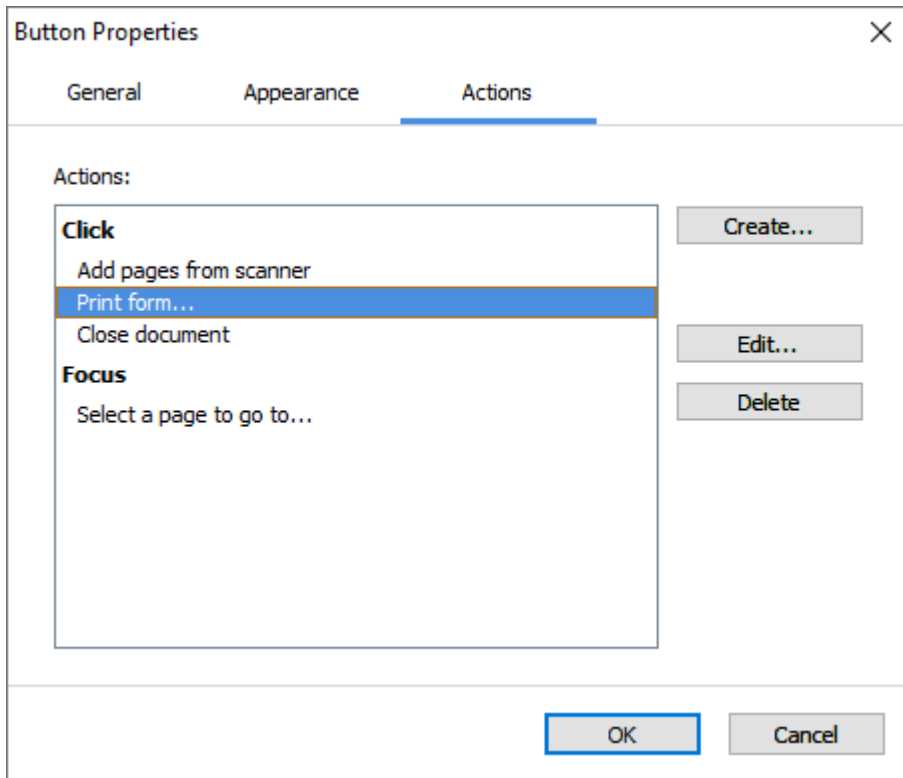 Button Properties
General Appearance Actions
Actions:
Click
Add pages from scanner
Print form...
Close document
Focus
Select a page to go to...
Create...
Edit...
Delete
OK Cancel